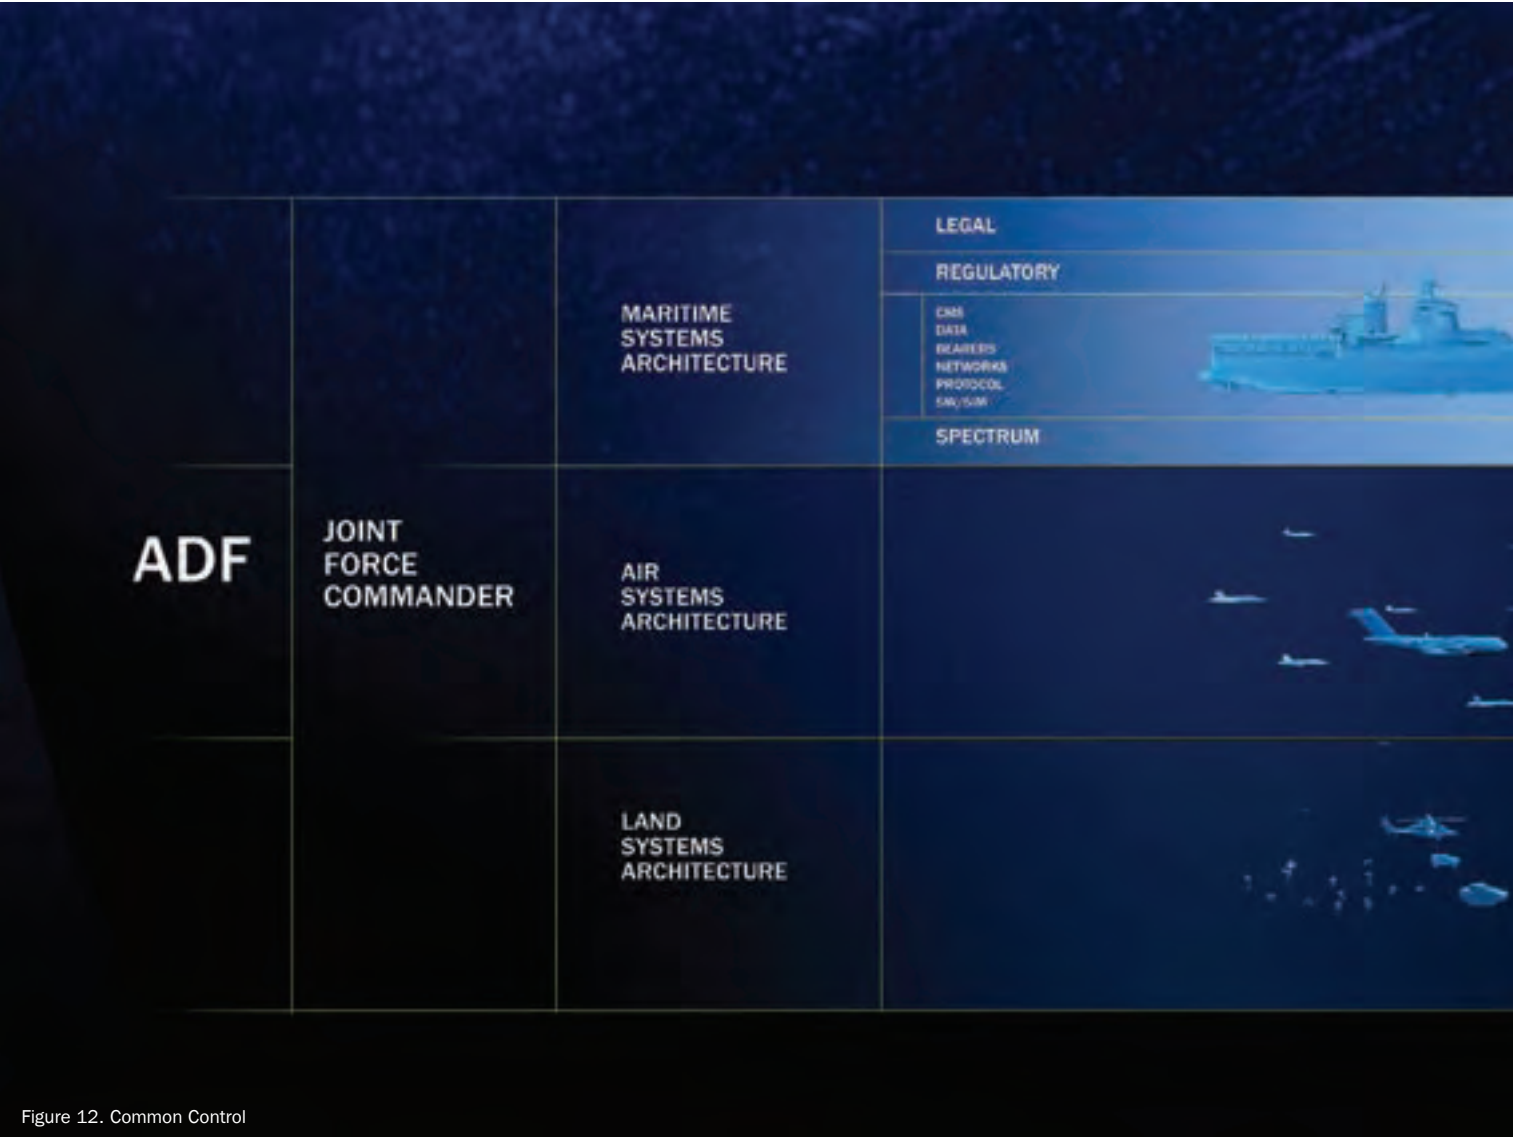 LEGAL
REGULATORY
MARITIME
SYSTEMS
ARCHITECTURE
CMS
DATA
BEARERS
NETWORKS
PROTOCOL
SPECTRUM
ADF
JOINT
FORCE
COMMANDER
AIR
SYSTEMS
ARCHITECTURE
LAND
SYSTEMS
ARCHITECTURE
Figure 12. Common Control